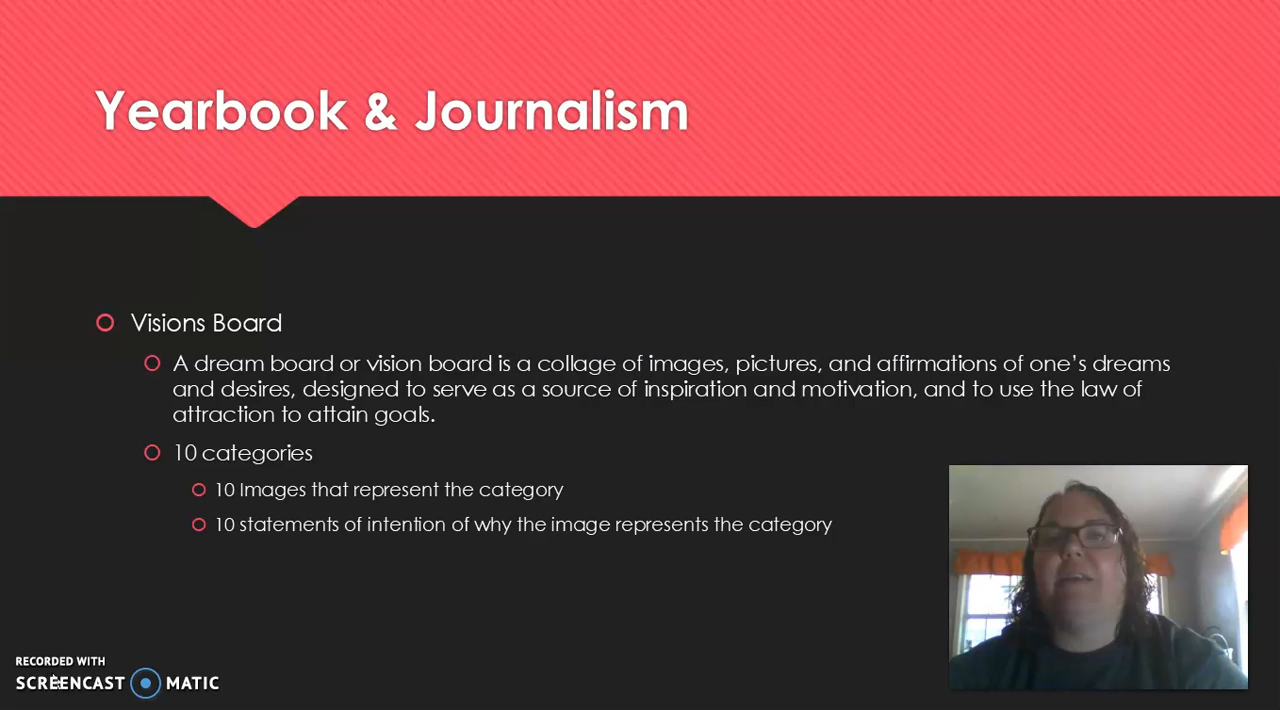 Yearbook & Journalism
Visions Board
A dream board or vision board is a collage of images, pictures, and affirmations of one's dreams
and desires, designed to serve as a source of inspiration and motivation, and to use the law of
attraction to attain goals.
10 categories
10 Images that represent the category
10 statements of intention of why the image represents the category
RECORDED WITH
SCREENCAST MATIC